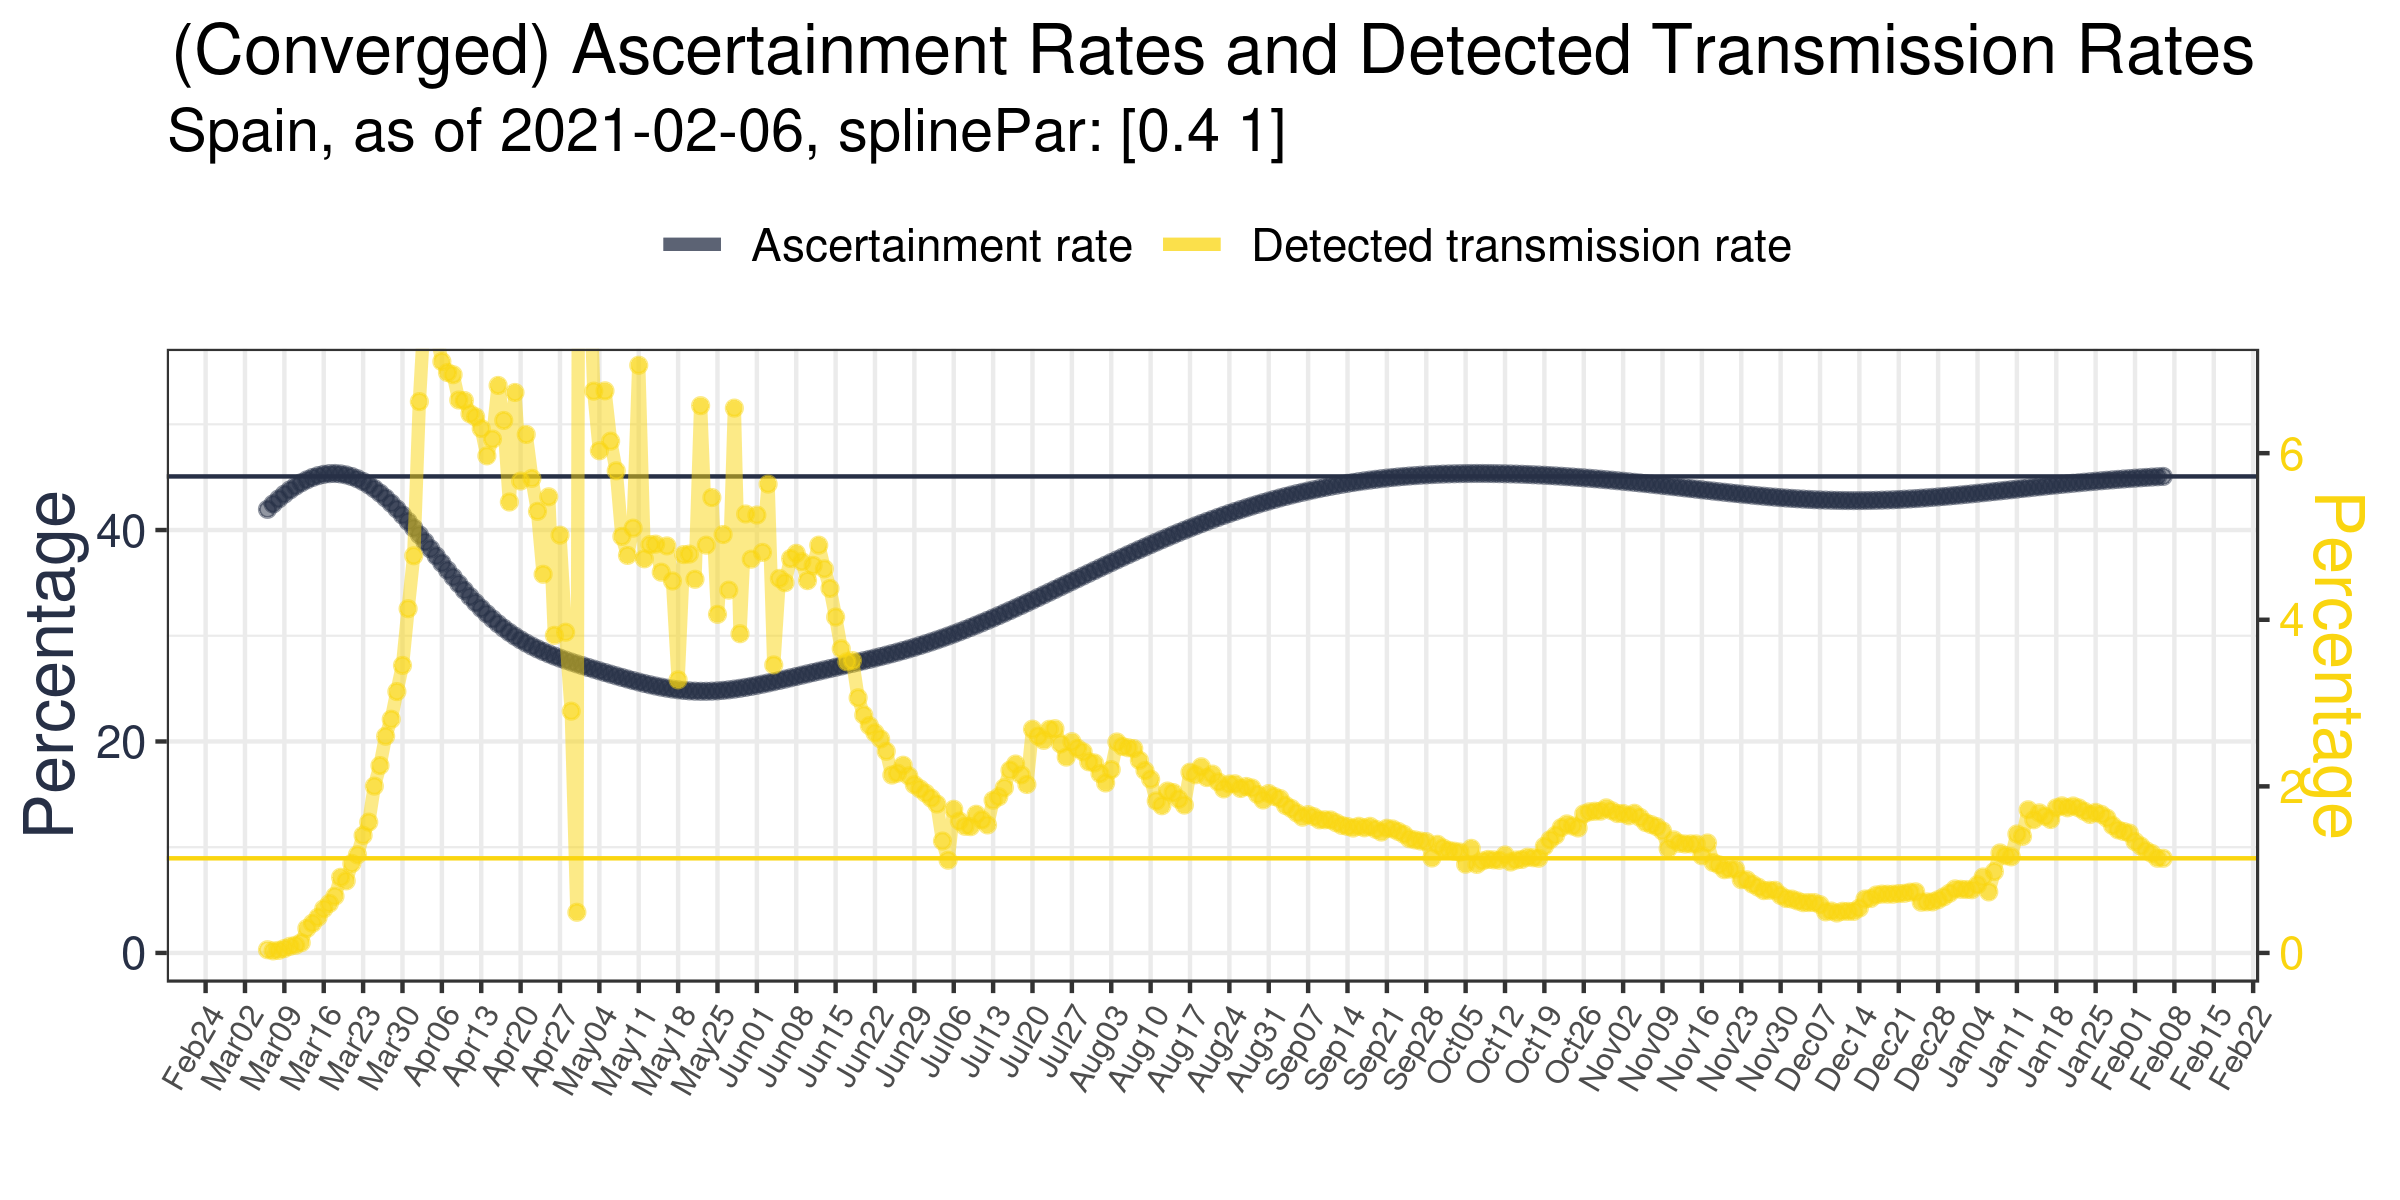 (Converged) Ascertainment Rates and Detected Transmission Rates
Spain, as of 2021-02-06, splinePar: [0.4 1]
Ascertainment rate
Detected transmission rate
Percentage
40
20
0
6
4
2
0
Percentage
Feb24
Mar02
Mar09
Mar16
Mar23
Mar30
Apr06
Apr13
Apr20
Apr27
May04
May11
May18
May25
Jun01
Jun08
Jun15
Jun22
Jun29
Jul06
Jul13
Jul20
Jul27
Aug03
Aug10
Aug17
Aug24
Aug31
Sep07
Sep14
Sep21
Sep28
Oct05
Oct12
Oct19
Oct26
Nov02
Nov09
Nov16
Nov23
Nov30
Dec07
Dec14
Dec21
Dec28
Jan04
Jan11
Jan18
Jan25
Feb01
Feb08
Feb15
Feb22